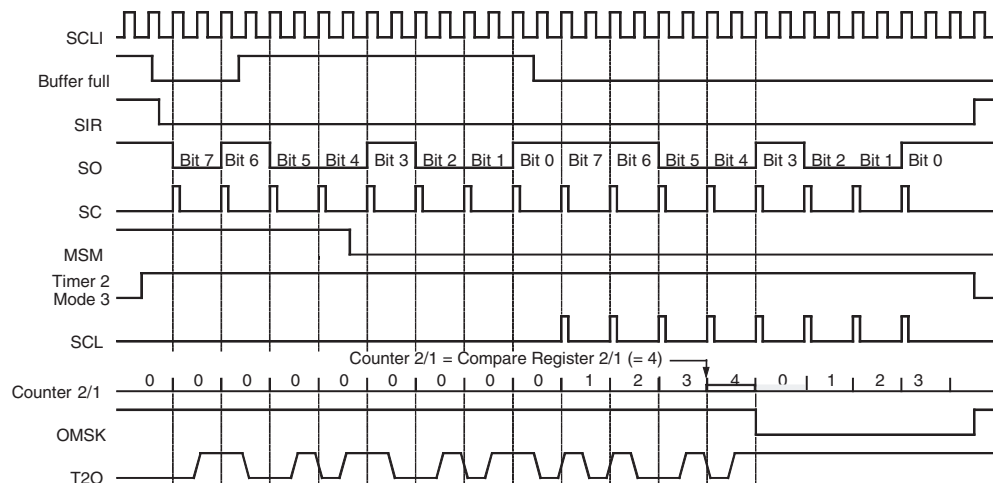 SCLI
Buffer full
SIR
Bit 7 Bit 6 Bit 5 Bit 4 Bit 3 Bit 2 Bit 1 Bit 0 Bit 7 Bit 6 Bit 5 Bit 4 Bit 3 Bit 2 Bit 1 Bit 0
SO
SC
MSM
Timer 2
Mode 3
SCL
Counter 2/1 = Compare Register 2/1 (= 4)
0 0 0 0 0 0 0 0 0 1 2 3 4 0 1 2 3
Counter 2/1
OMSK
T2O